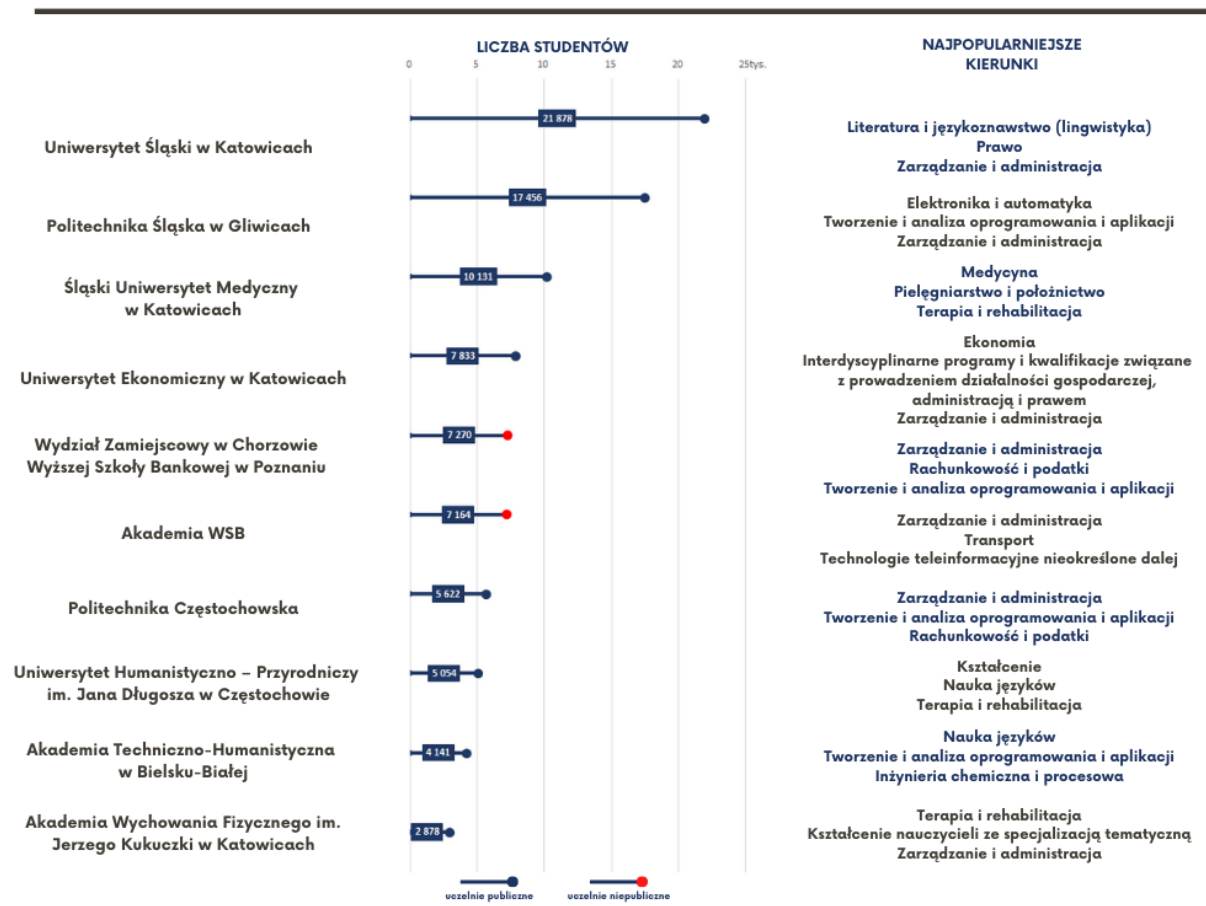 LICZBA STUDENTÓW
NAJPOPULARNIEJSZE
KIERUNKI
0 5 10 15 20 25tys.
Uniwersytet Śląski w Katowicach
21 878
Literatura i językoznawstwo (lingwistyka)
Prawo
Zarządzanie i administracja
Politechnika Śląska w Gliwicach
17 456
Elektronika i automatyka
Tworzenie i analiza oprogramowania i aplikacji
Zarządzanie i administracja
Śląski Uniwersytet Medyczny
w Katowicach
10 131
Medycyna
Pielęgniarstwo i położnictwo
Terapia i rehabilitacja
Uniwersytet Ekonomiczny w Katowicach
7 833
Ekonomia
Interdyscyplinarne programy i kwalifikacje związane
z prowadzeniem działalności gospodarczej,
administracją i prawem
Zarządzanie i administracja
Wydział Zamiejscowy w Chorzowie
Wyższej Szkoły Bankowej w Poznaniu
7 270
Zarządzanie i administracja
Rachunkowość i podatki
Tworzenie i analiza oprogramowania i aplikacji
Akademia WSB
7 164
Zarządzanie i administracja
Transport
Technologie teleinformacyjne nieokreślone dalej
Politechnika Częstochowska
5 622
Zarządzanie i administracja
Tworzenie i analiza oprogramowania i aplikacji
Rachunkowość i podatki
Uniwersytet Humanistyczno – Przyrodniczy
im. Jana Długosza w Częstochowie
5 054
Kształcenie
Nauka języków
Terapia i rehabilitacja
Akademia Techniczno-Humanistyczna
w Bielsku-Białej
4 141
Nauka języków
Tworzenie i analiza oprogramowania i aplikacji
Inżynieria chemiczna i procesowa
Akademia Wychowania Fizycznego im.
Jerzego Kukuczki w Katowicach
2 878
Terapia i rehabilitacja
Kształcenie nauczycieli ze specjalizacją tematyczną
Zarządzanie i administracja
uczelnie publiczne
uczelnie niepubliczne